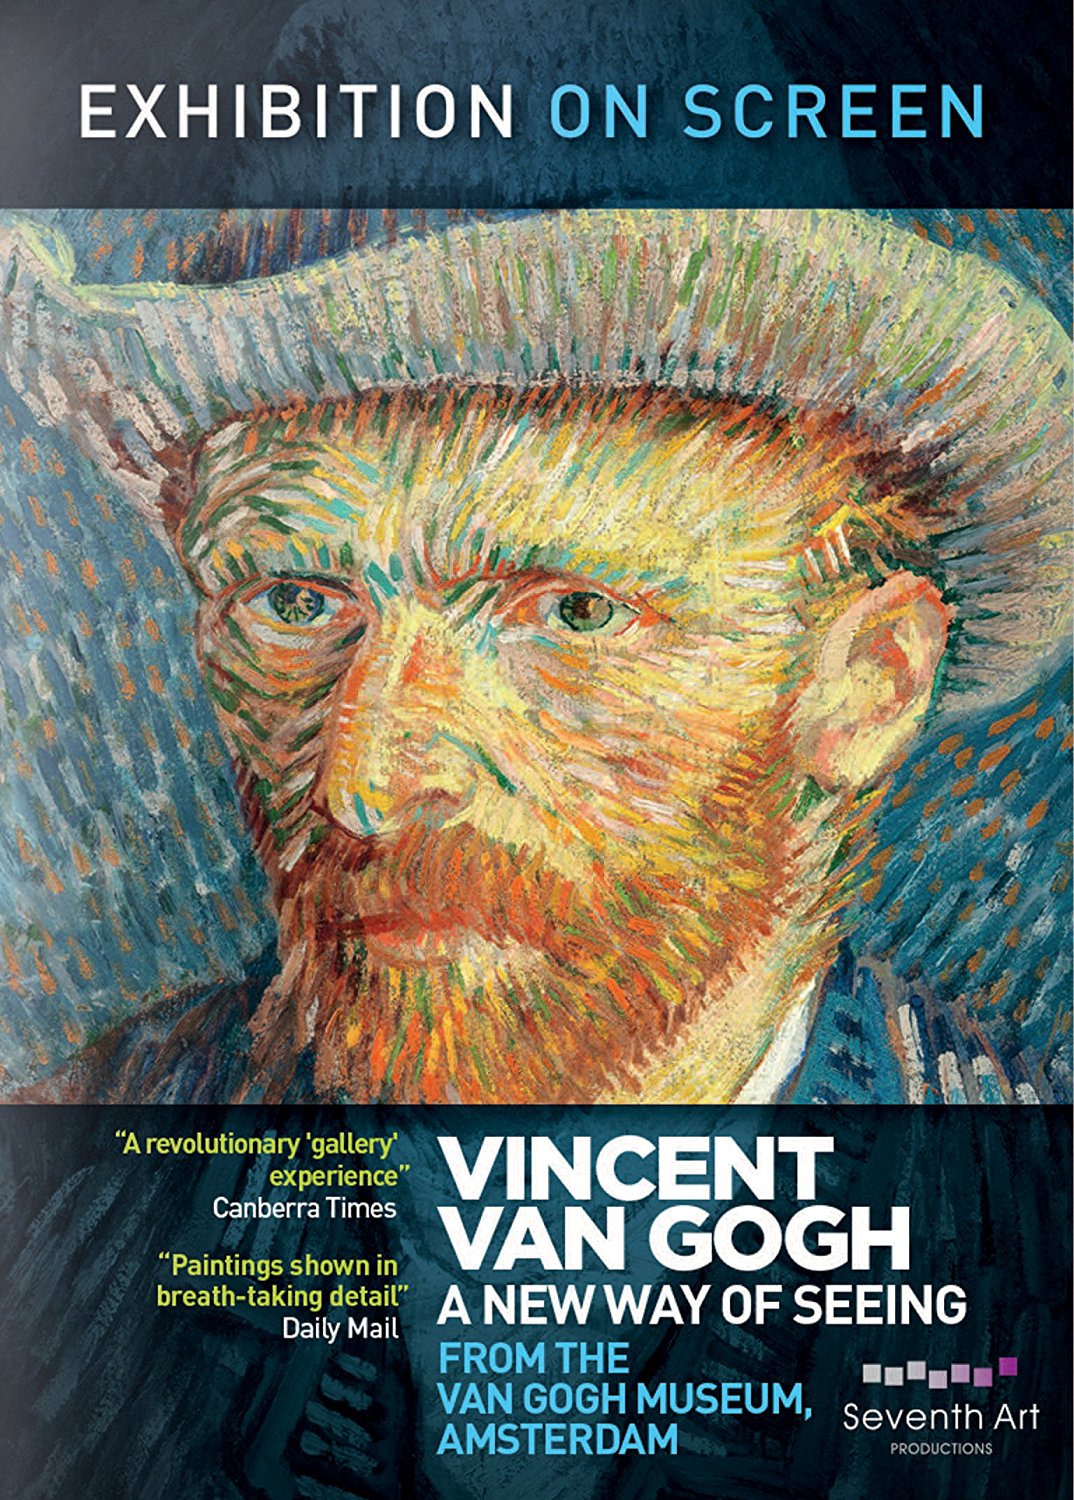 EXHIBITION ON SCREEN
“A revolutionary 'gallery'
experience”
Canberra Times
“Paintings shown in
breath-taking detail”
Daily Mail
VINCENT
VAN GOGH
A NEW WAY OF SEEING
FROM THE
VAN GOGH MUSEUM,
AMSTERDAM
Seventh Art
PRODUCTIONS